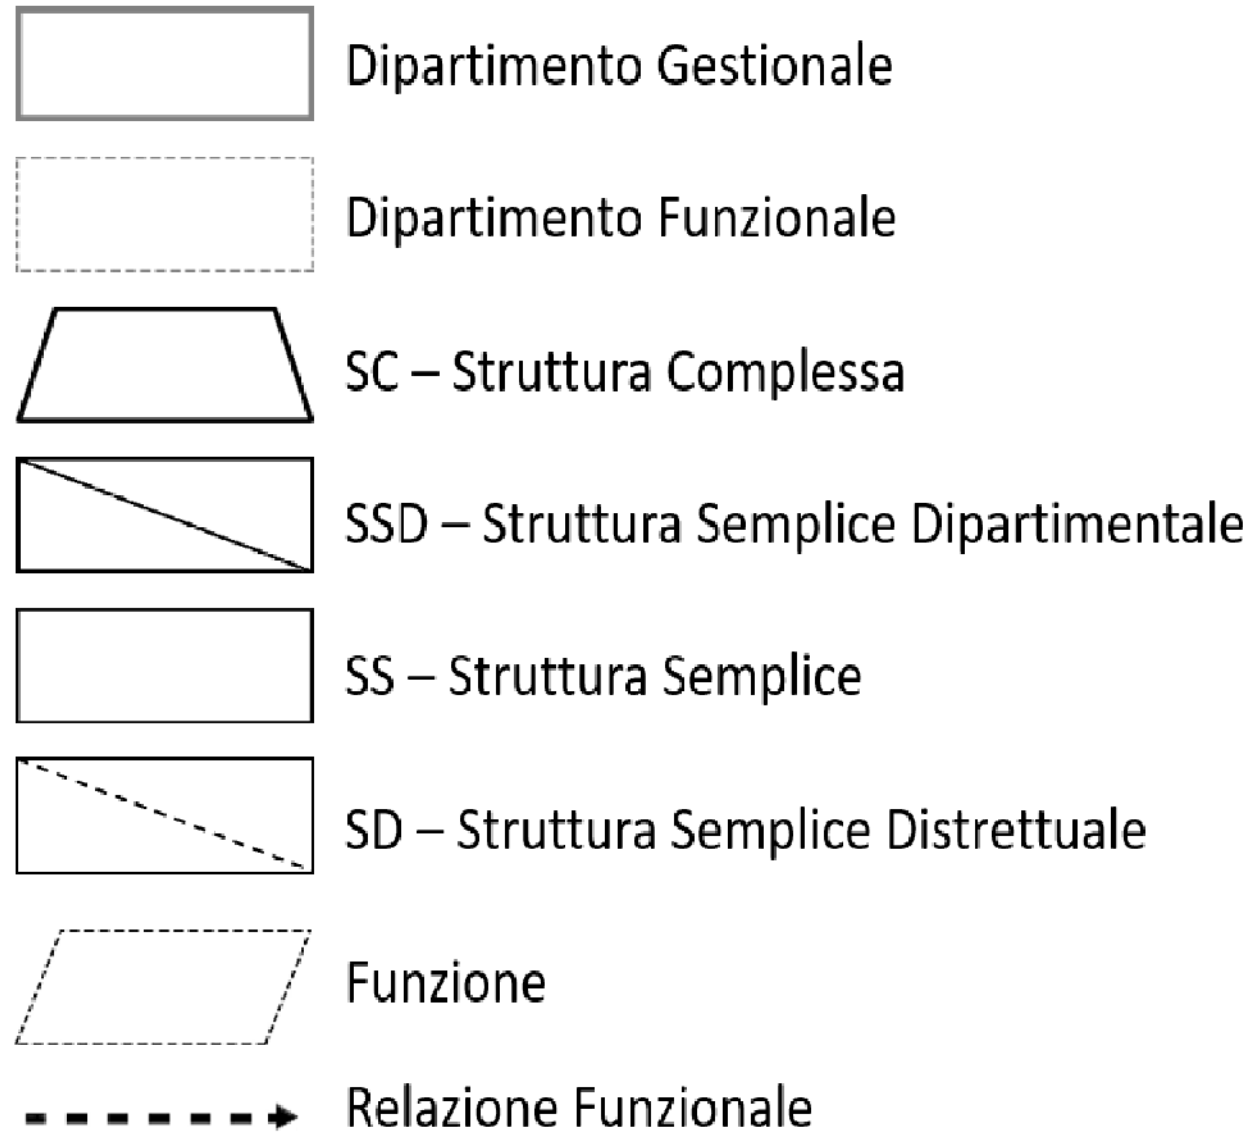 Dipartimento Gestionale
Dipartimento Funzionale
SC – Struttura Complessa
SSD – Struttura Semplice Dipartimentale
SS – Struttura Semplice
SD – Struttura Semplice Distrettuale
Funzione
Relazione Funzionale